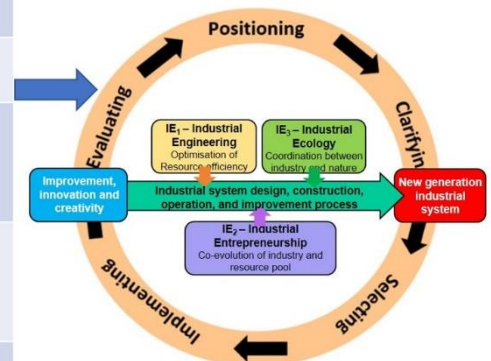 Positioning
Evaluating
Clarifyin
IE₁ – Industrial
Engineering
Optimisation of
Resource efficiency
IE₃ – Industrial
Ecology
Coordination between
industry and nature
Improvement,
innovation and
creativity
Industrial system design, construction,
operation, and improvement process
New generation
industrial
system
IE₂ – Industrial
Entrepreneurship
Co-evolution of industry and
resource pool
Implementing
Selecting